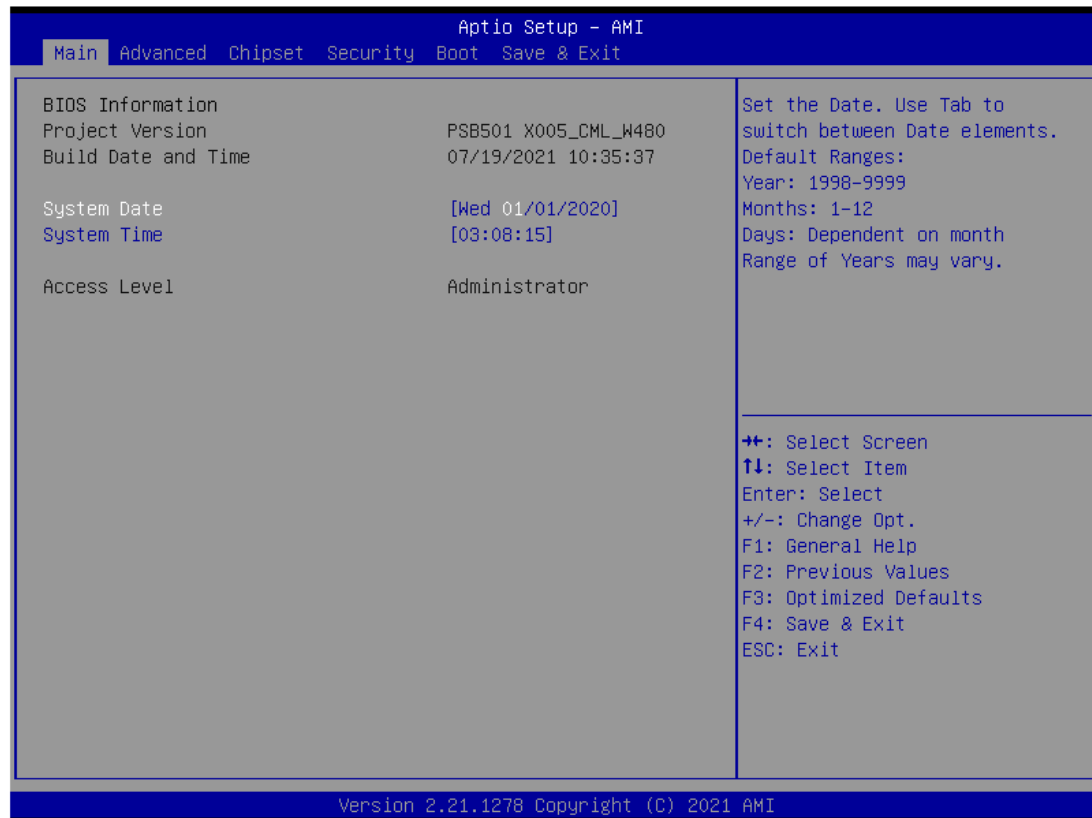 Aptio Setup – AMI
Main Advanced Chipset Security Boot Save & Exit
BIOS Information
Project Version PSB501 X005_CML_W480
Build Date and Time 07/19/2021 10:35:37
System Date [Wed 01/01/2020]
System Time [03:08:15]
Access Level Administrator
Set the Date. Use Tab to
switch between Date elements.
Default Ranges:
Year: 1998-9999
Months: 1-12
Days: Dependent on month
Range of Years may vary.
→←: Select Screen
↑↓: Select Item
Enter: Select
+/-: Change Opt.
F1: General Help
F2: Previous Values
F3: Optimized Defaults
F4: Save & Exit
ESC: Exit
Version 2.21.1278 Copyright (C) 2021 AMI